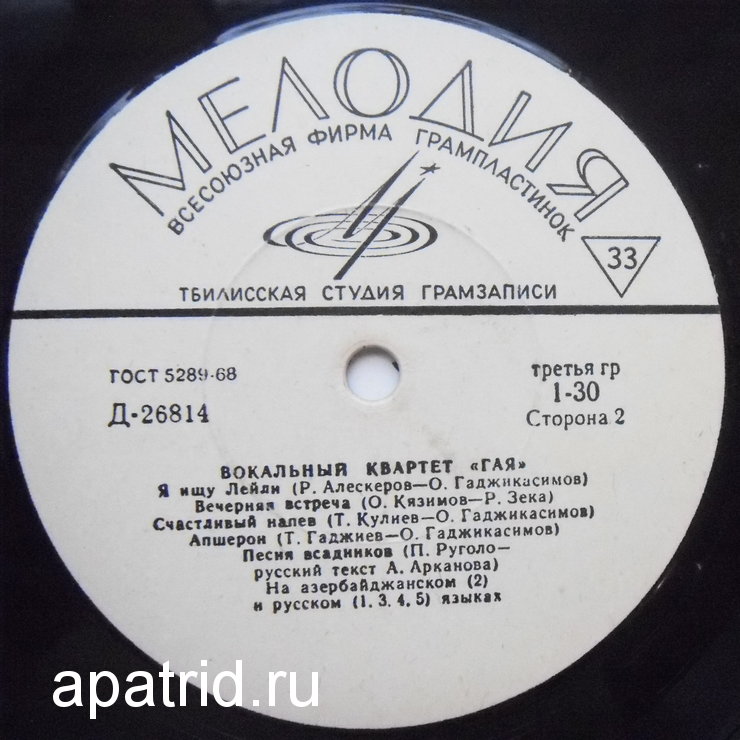 МЕЛОДИЯ
ВСЕСОЮЗНАЯ ФИРМА ГРАМПЛАСТИНОК
33
ТБИЛИССКАЯ СТУДИЯ ГРАМЗАПИСИ
ГОСТ 5289-68
Д-26814
третья гр
1-30
Сторона 2
ВОКАЛЬНЫЙ КВАРТЕТ «ГАЯ»
Я ищу Лейли (Р. Алескеров—О. Гаджикасимов)
Вечерняя встреча (О. Кязимов—Р. Зека)
Счастливый напев (Т. Кулиев—О. Гаджикасимов)
Апшерон (Т. Гаджиев—О. Гаджикасимов)
Песня всадников (П. Руголо—
русский текст А. Арканова)
На азербайджанском (2)
и русском (1, 3, 4, 5) языках
apatrid.ru